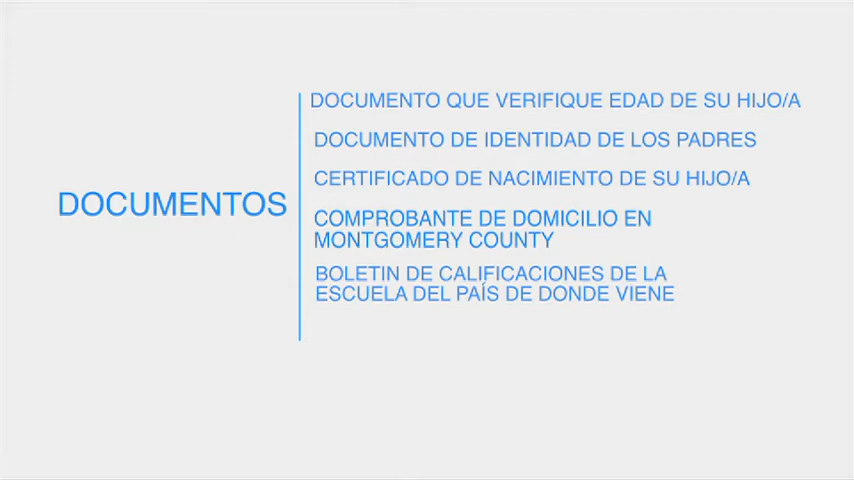 DOCUMENTOS
DOCUMENTO QUE VERIFIQUE EDAD DE SU HIJO/A
DOCUMENTO DE IDENTIDAD DE LOS PADRES
CERTIFICADO DE NACIMIENTO DE SU HIJO/A
COMPROBANTE DE DOMICILIO EN
MONTGOMERY COUNTY
BOLETIN DE CALIFICACIONES DE LA
ESCUELA DEL PAÍS DE DONDE VIENE